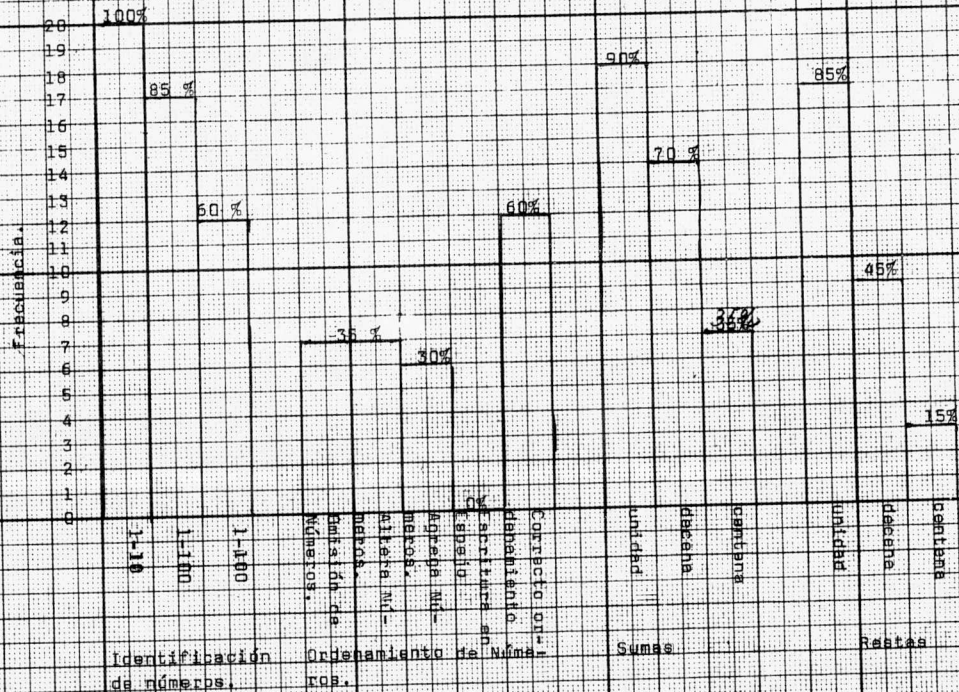 100%
85 %
60 %
35 %
30%
0%
60%
90%
70 %
35%
85%
45%
15%
Frecuencia.
20
19
18
17
16
15
14
13
12
11
10
9
8
7
6
5
4
3
2
1
0
1-10
1-100
1-100
Omisión de
Números.
Altera Nú-
meros.
Agrega Nú-
meros.
Escritura en
Espejo
Correcto or-
denamiento.
unidad
decena
centena
unidad
decena
centena
Identificación
de números.
Ordenamiento de Núme-
ros.
Sumas
Restas